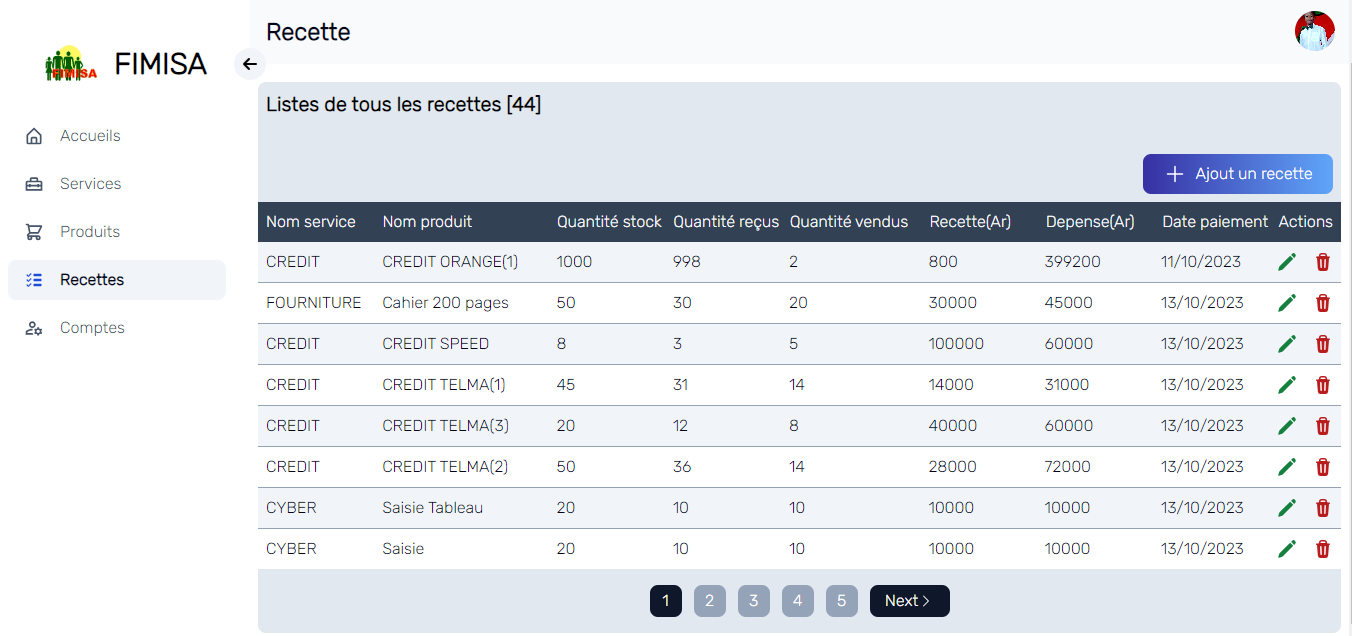 FIMISA
FIMISA
Accueils
Services
Produits
Recettes
Comptes
Recette
Listes de tous les recettes [44]
Ajout un recette
Nom service Nom produit Quantité stock Quantité reçus Quantité vendus Recette(Ar) Depense(Ar) Date paiement Actions
CREDIT CREDIT ORANGE(1) 1000 998 2 800 399200 11/10/2023
FOURNITURE Cahier 200 pages 50 30 20 30000 45000 13/10/2023
CREDIT CREDIT SPEED 8 3 5 100000 60000 13/10/2023
CREDIT CREDIT TELMA(1) 45 31 14 14000 31000 13/10/2023
CREDIT CREDIT TELMA(3) 20 12 8 40000 60000 13/10/2023
CREDIT CREDIT TELMA(2) 50 36 14 28000 72000 13/10/2023
CYBER Saisie Tableau 20 10 10 10000 10000 13/10/2023
CYBER Saisie 20 10 10 10000 10000 13/10/2023
1 2 3 4 5 Next